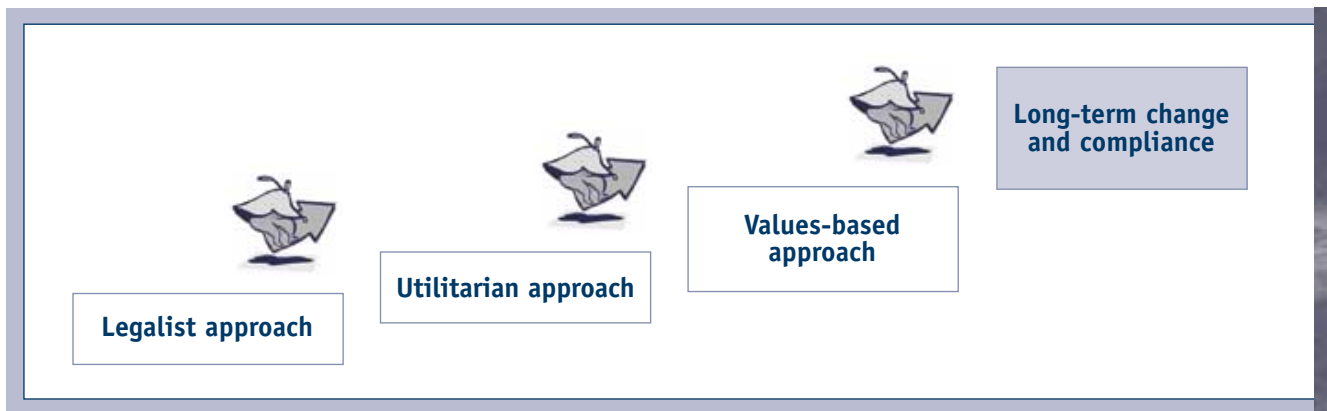 Legalist approach
Utilitarian approach
Values-based
approach
Long-term change
and compliance